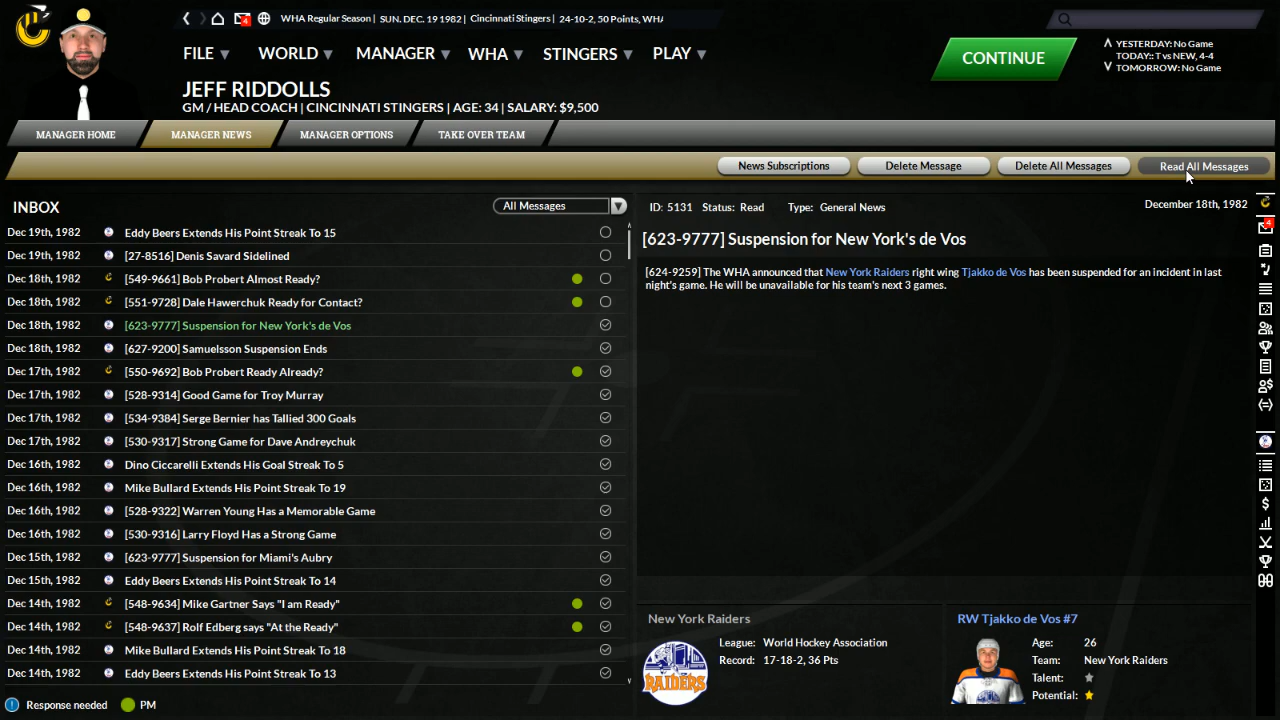 WHA Regular Season | SUN. DEC. 19 1982 | Cincinnati Stingers | 24-10-2, 50 Points, WHA
4
FILE WORLD MANAGER WHA STINGERS PLAY
CONTINUE
YESTERDAY: No Game
TODAY:: T vs NEW, 4-4
TOMORROW: No Game
JEFF RIDDOLLS
GM / HEAD COACH | CINCINNATI STINGERS | AGE: 34 | SALARY: $9,500
MANAGER HOME MANAGER NEWS MANAGER OPTIONS TAKE OVER TEAM
News Subscriptions Delete Message Delete All Messages Read All Messages
INBOX All Messages
Dec 19th, 1982 Eddy Beers Extends His Point Streak To 15
Dec 19th, 1982 [27-8516] Denis Savard Sidelined
Dec 18th, 1982 [549-9661] Bob Probert Almost Ready?
Dec 18th, 1982 [551-9728] Dale Hawerchuk Ready for Contact?
Dec 18th, 1982 [623-9777] Suspension for New York's de Vos
Dec 18th, 1982 [627-9200] Samuelsson Suspension Ends
Dec 17th, 1982 [550-9692] Bob Probert Ready Already?
Dec 17th, 1982 [528-9314] Good Game for Troy Murray
Dec 17th, 1982 [534-9384] Serge Bernier has Tallied 300 Goals
Dec 17th, 1982 [530-9317] Strong Game for Dave Andreychuk
Dec 16th, 1982 Dino Ciccarelli Extends His Goal Streak To 5
Dec 16th, 1982 Mike Bullard Extends His Point Streak To 19
Dec 16th, 1982 [528-9322] Warren Young Has a Memorable Game
Dec 16th, 1982 [530-9316] Larry Floyd Has a Strong Game
Dec 15th, 1982 [623-9777] Suspension for Miami's Aubry
Dec 15th, 1982 Eddy Beers Extends His Point Streak To 14
Dec 14th, 1982 [548-9634] Mike Gartner Says "I am Ready"
Dec 14th, 1982 [548-9637] Rolf Edberg says "At the Ready"
Dec 14th, 1982 Mike Bullard Extends His Point Streak To 18
Dec 14th, 1982 Eddy Beers Extends His Point Streak To 13
Response needed PM
ID: 5131 Status: Read Type: General News December 18th, 1982
[623-9777] Suspension for New York's de Vos
[624-9259] The WHA announced that New York Raiders right wing Tjakko de Vos has been suspended for an incident in last
night's game. He will be unavailable for his team's next 3 games.
4
New York Raiders
League: World Hockey Association
Record: 17-18-2, 36 Pts
RAIDERS
RW Tjakko de Vos #7
Age: 26
Team: New York Raiders
Talent:
Potential: